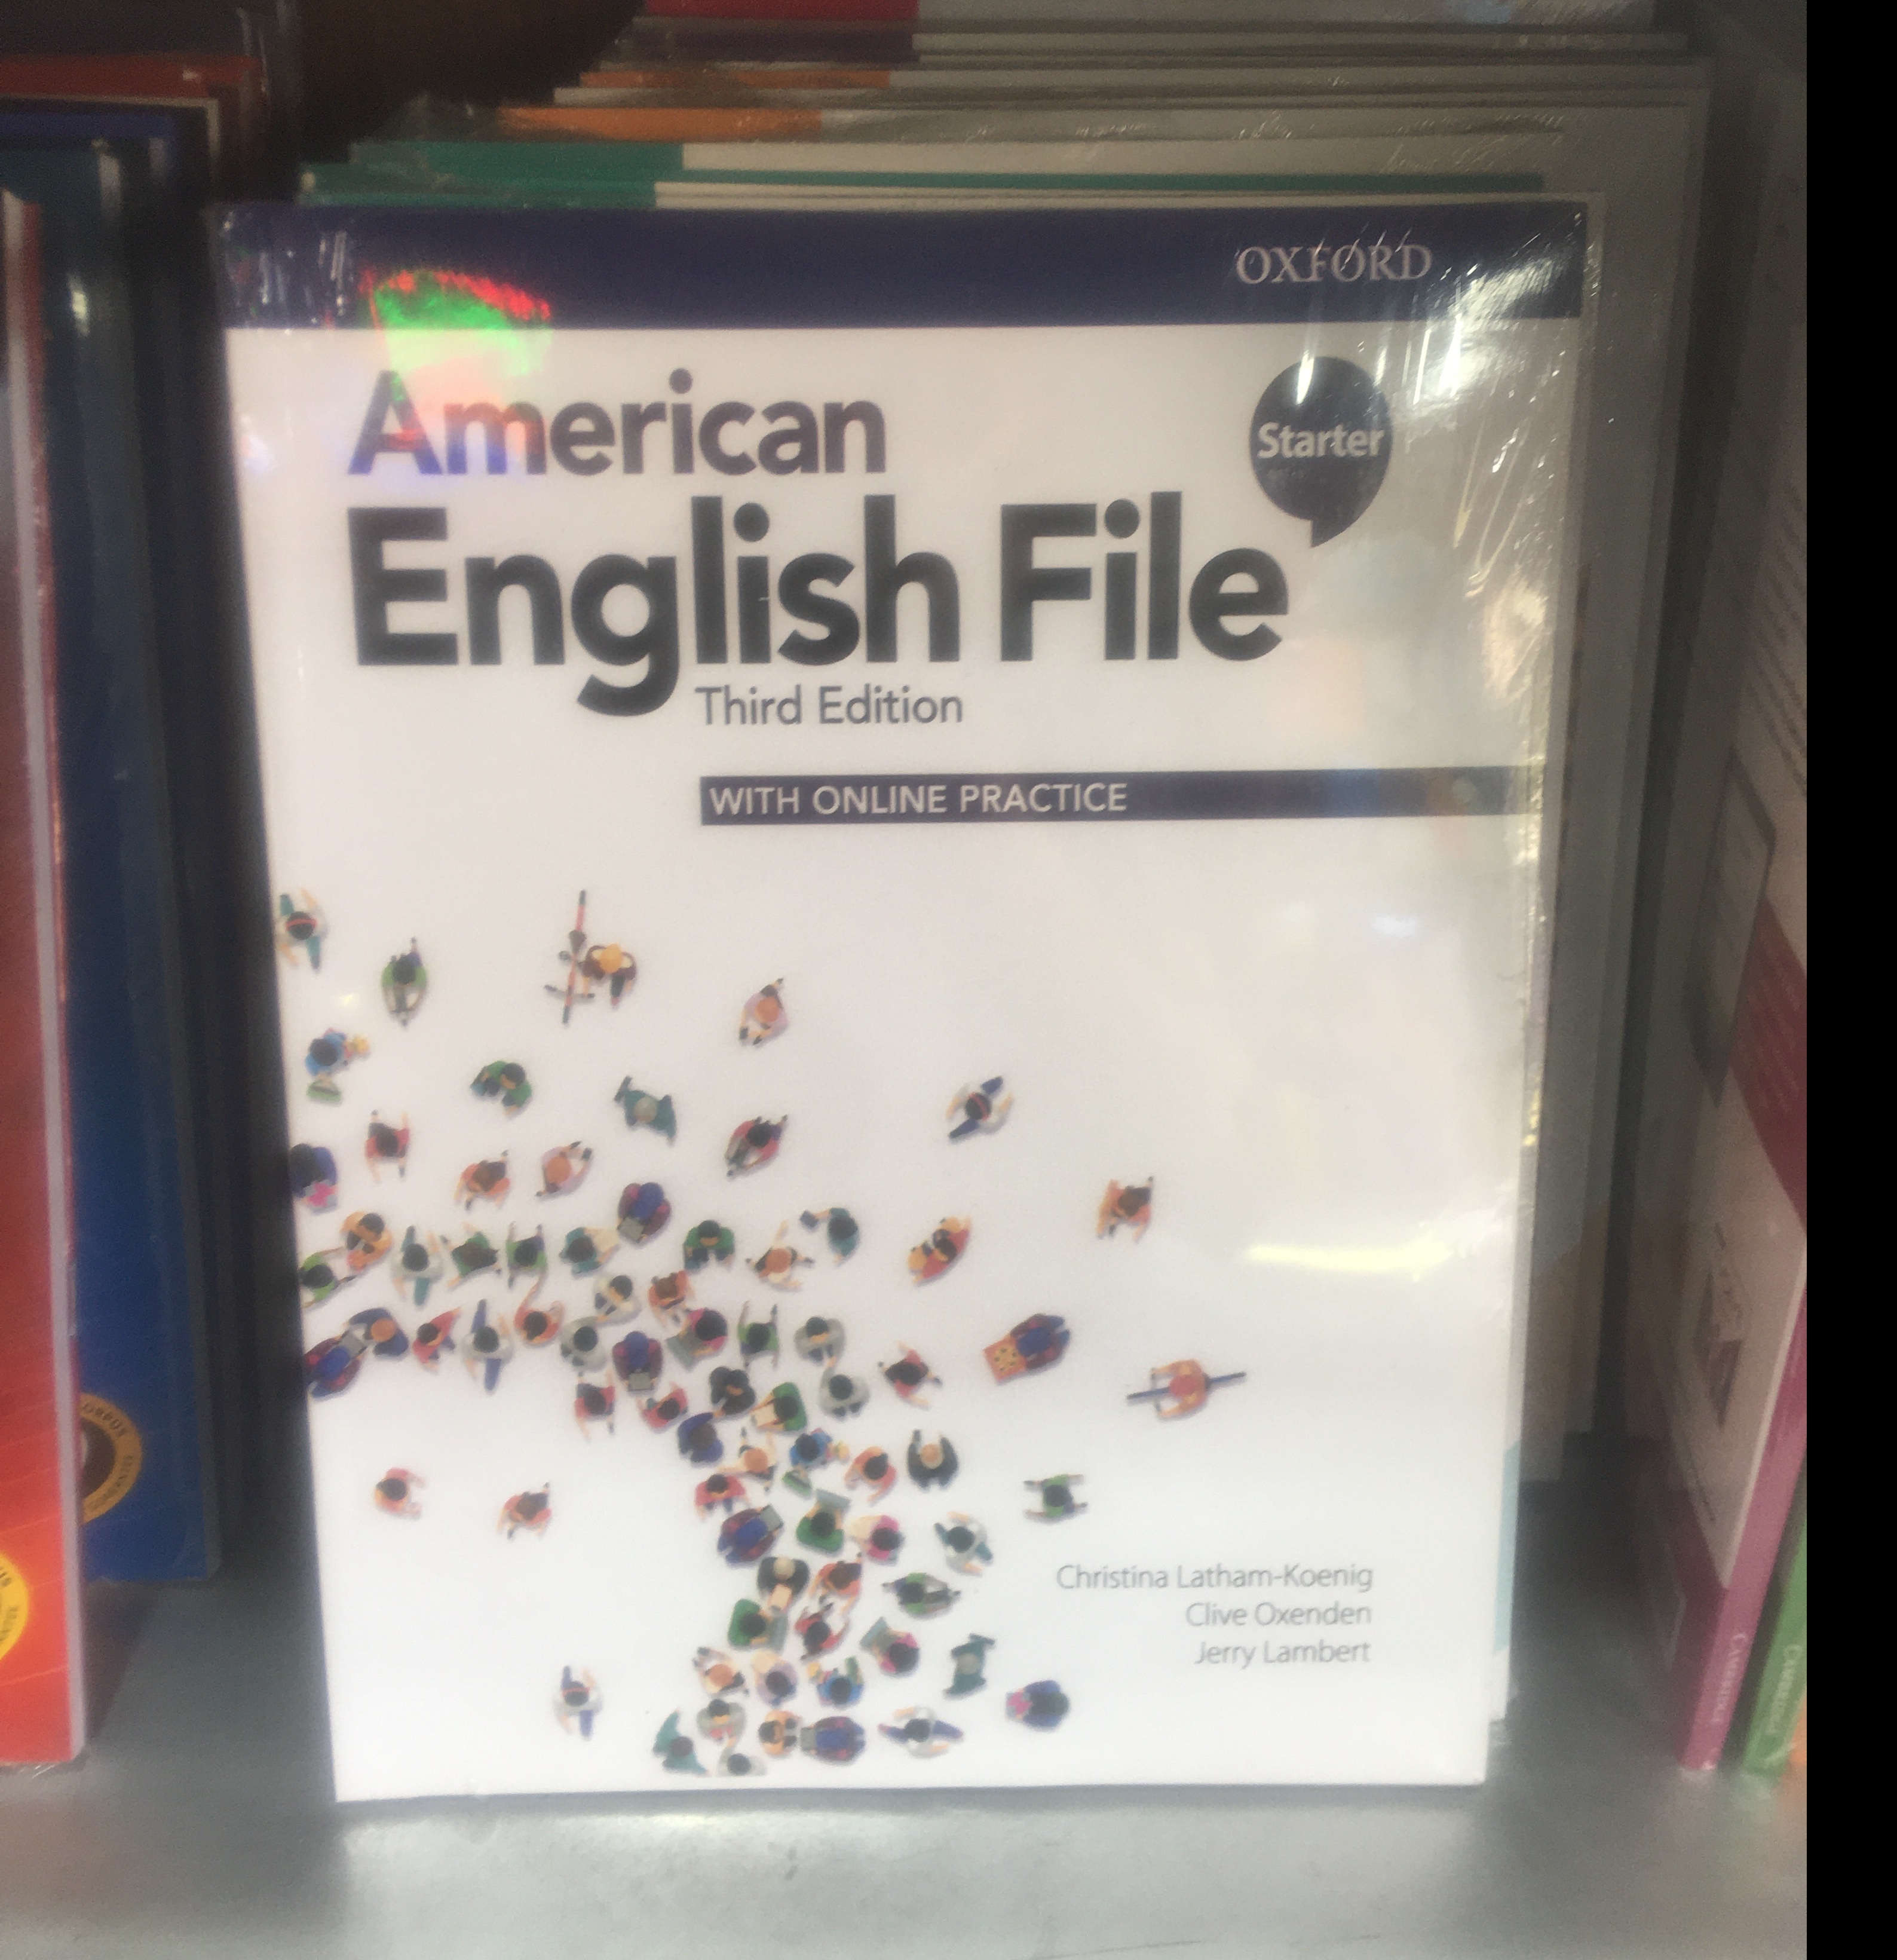 OXFORD
American
Starter
English File
Third Edition
WITH ONLINE PRACTICE
Christina Latham-Koenig
Clive Oxenden
Jerry Lambert